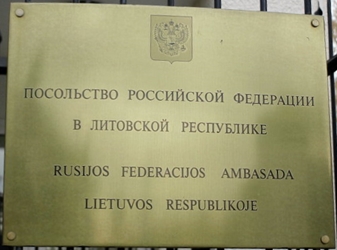 ПОСОЛЬСТВО РОССИЙСКОЙ ФЕДЕРАЦИИ
В ЛИТОВСКОЙ РЕСПУБЛИКЕ
RUSIJOS FEDERACIJOS AMBASADA
LIETUVOS RESPUBLIKOJE